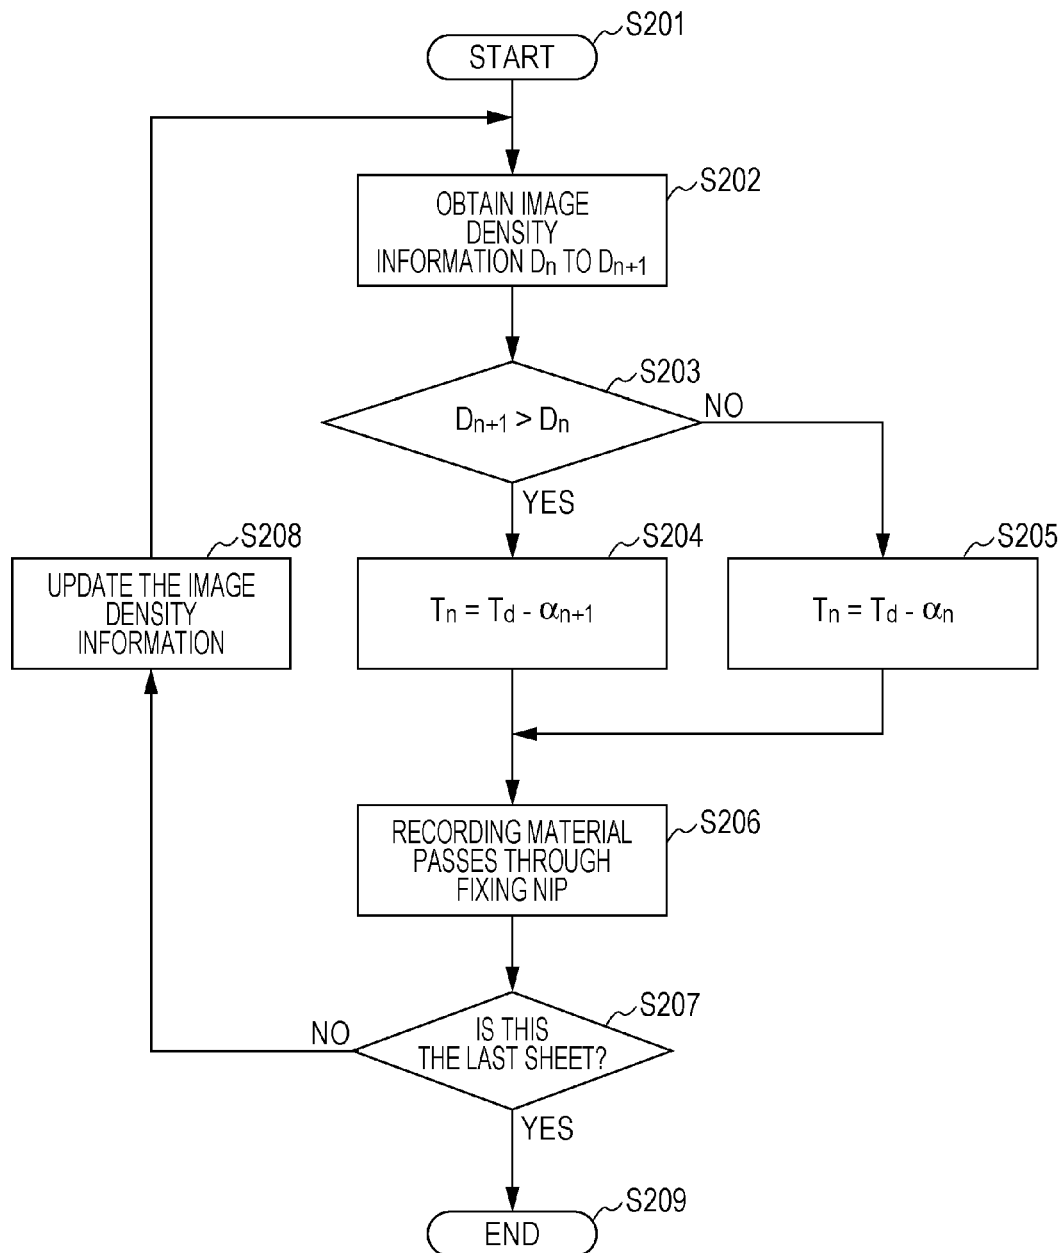 S201
START
S202
OBTAIN IMAGE
DENSITY
INFORMATION Dn TO Dn+1
S203
Dn+1 > Dn
NO
YES
S208
UPDATE THE IMAGE
DENSITY
INFORMATION
S204
Tn = Td - αn+1
S205
Tn = Td - αn
S206
RECORDING MATERIAL
PASSES THROUGH
FIXING NIP
S207
IS THIS
THE LAST SHEET?
NO
YES
S209
END